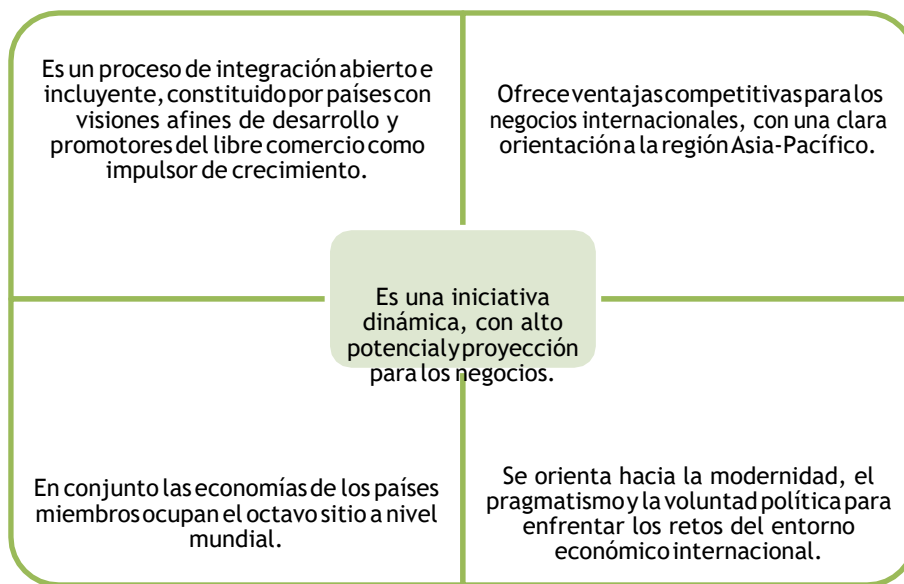 Es un proceso de integración abierto e
incluyente, constituido por países con
visiones afines de desarrollo y
promotores del libre comercio como
impulsor de crecimiento.
Ofrece ventajas competitivas para los
negocios internacionales, con una clara
orientación a la región Asia-Pacífico.
Es una iniciativa
dinámica, con alto
potencial y proyección
para los negocios.
En conjunto las economías de los países
miembros ocupan el octavo sitio a nivel
mundial.
Se orienta hacia la modernidad, el
pragmatismo y la voluntad política para
enfrentar los retos del entorno
económico internacional.